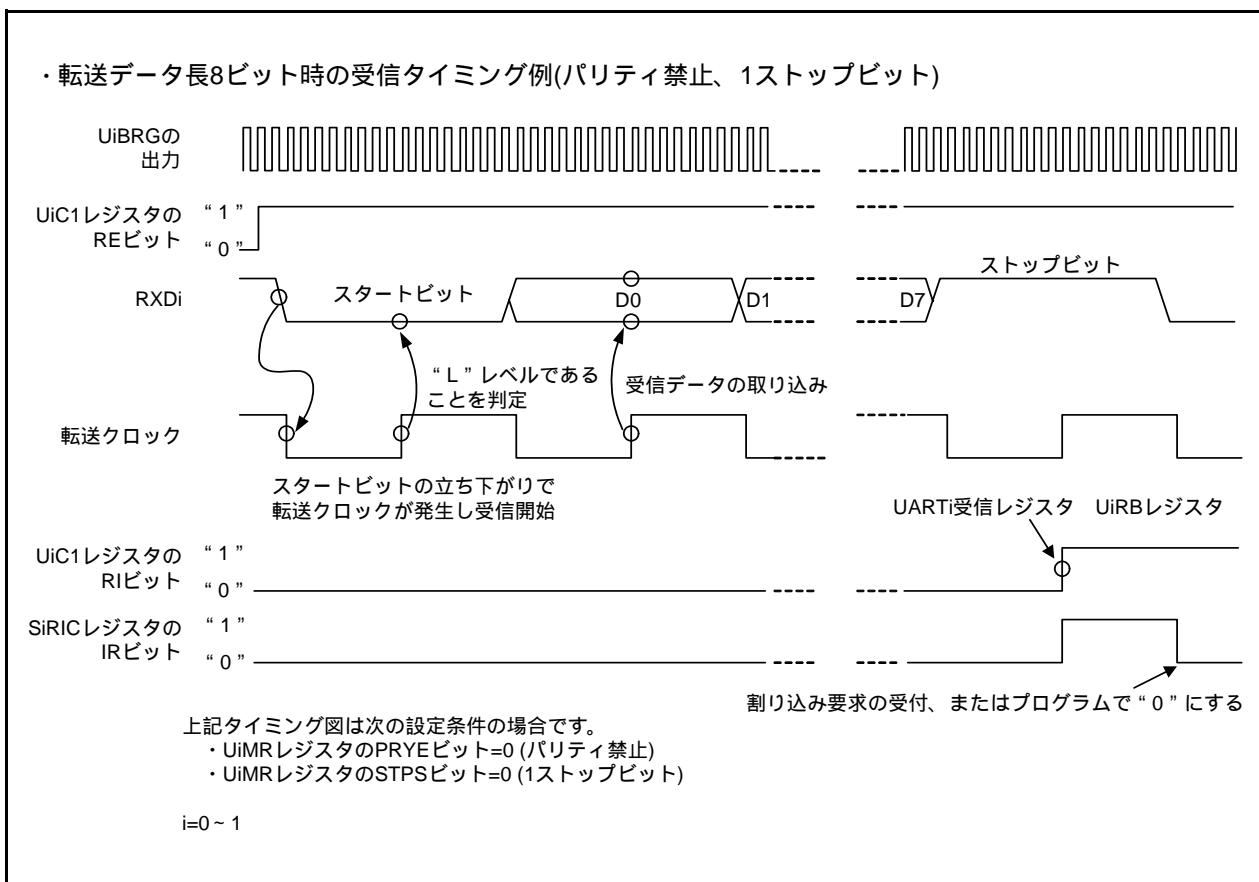 ・転送データ長8ビット時の受信タイミング例(パリティ禁止、1ストップビット)
UiBRGの
出力
UiC1レジスタの
REビット
“ 1 ”
“ 0 ”
RXDi
スタートビット
D0
D1
D7
ストップビット
“ L ” レベルである
ことを判定
受信データの取り込み
転送クロック
スタートビットの立ち下がりで
転送クロックが発生し受信開始
UARTi受信レジスタ UiRBレジスタ
UiC1レジスタの
RIビット
“ 1 ”
“ 0 ”
SiRICレジスタの
IRビット
“ 1 ”
“ 0 ”
割り込み要求の受付、またはプログラムで “ 0 ” にする
上記タイミング図は次の設定条件の場合です。
・UiMRレジスタのPRYEビット=0 (パリティ禁止)
・UiMRレジスタのSTPSビット=0 (1ストップビット)
i=0 ~ 1